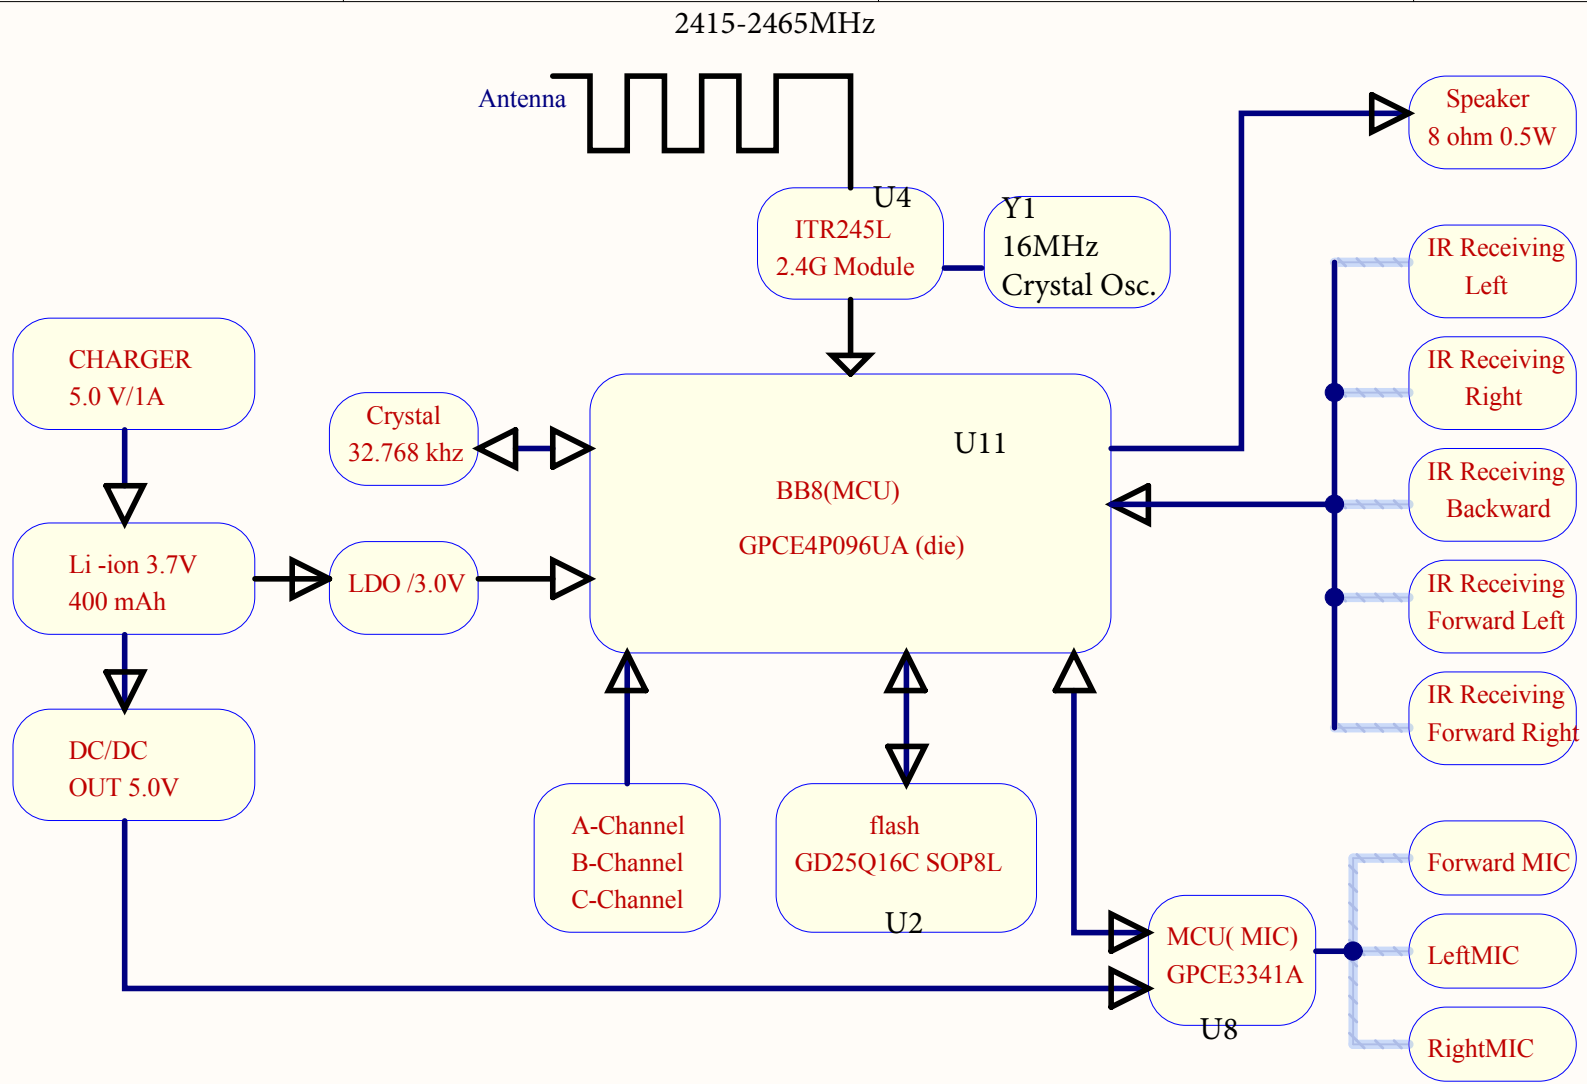 2415-2465MHz
Antenna
Speaker
8 ohm 0.5W
U4
ITR245L
2.4G Module
Y1
16MHz
Crystal Osc.
IR Receiving
Left
CHARGER
5.0 V/1A
IR Receiving
Right
Crystal
32.768 khz
U11
BB8(MCU)
GPCE4P096UA (die)
IR Receiving
Backward
Li -ion 3.7V
400 mAh
LDO /3.0V
IR Receiving
Forward Left
IR Receiving
Forward Right
DC/DC
OUT 5.0V
A-Channel
B-Channel
C-Channel
flash
GD25Q16C SOP8L
U2
MCU( MIC)
GPCE3341A
U8
Forward MIC
LeftMIC
RightMIC